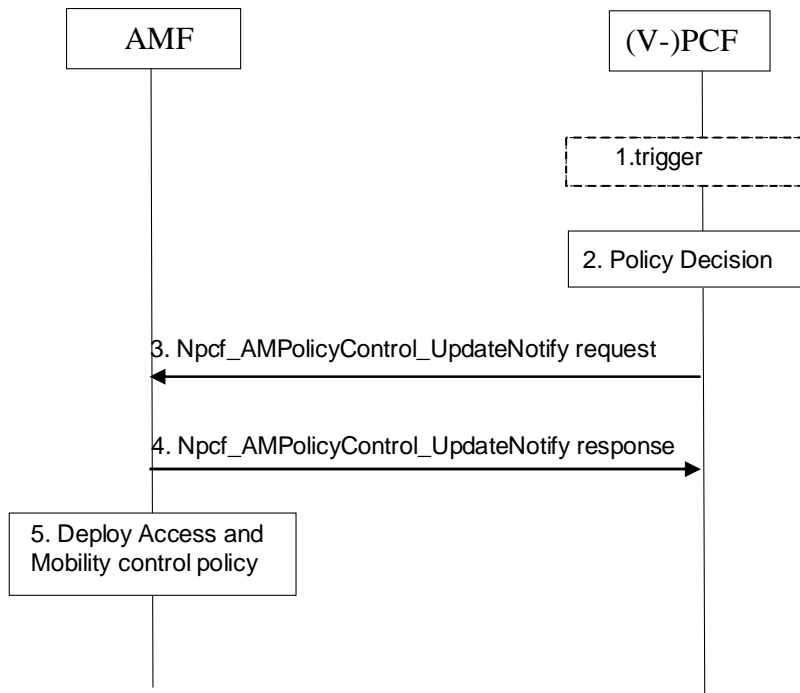 AMF
(V-)PCF
1.trigger
2. Policy Decision
3. Npcf_AMPolicyControl_UpdateNotify request
4. Npcf_AMPolicyControl_UpdateNotify response
5. Deploy Access and
Mobility control policy